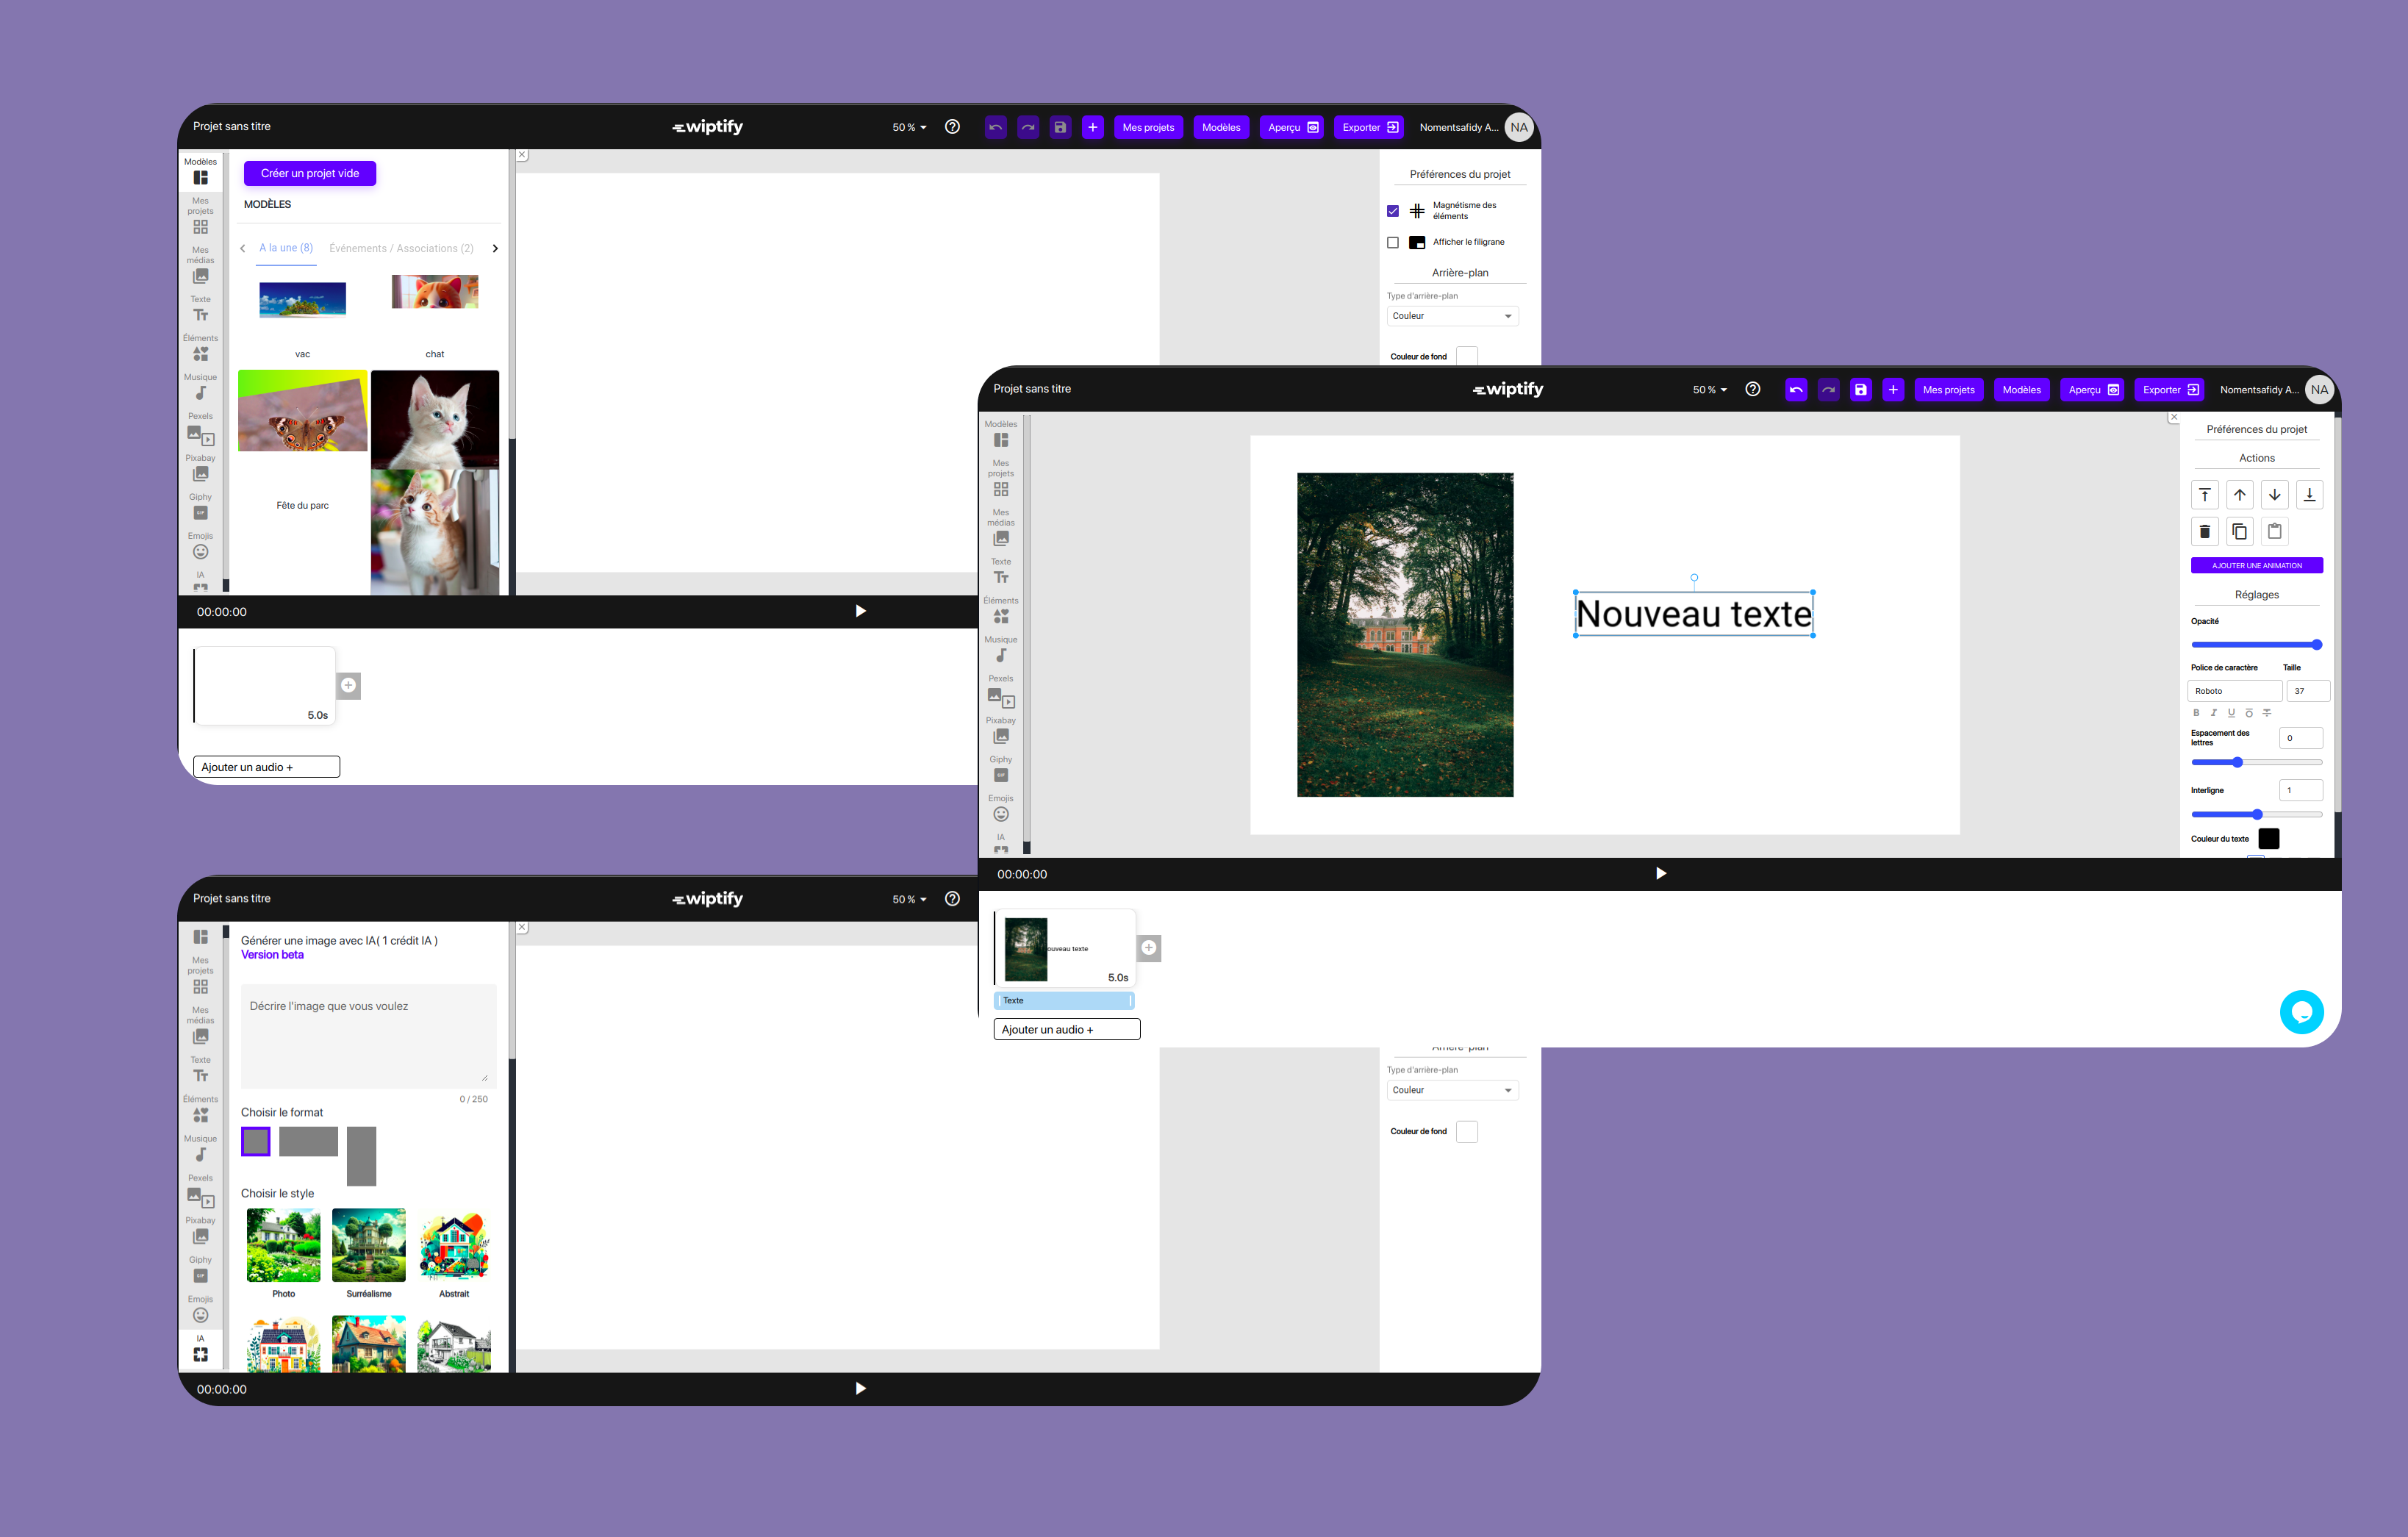 Projet sans titre
wiptify
50 %
Mes projets
Modèles
Aperçu
Exporter
Nomentsafidy A...
NA
Modèles
Mes
projets
Mes
médias
Texte
Éléments
Musique
Pexels
Pixabay
Giphy
GIF
Emojis
IA
Créer un projet vide
MODÈLES
A la une (8)
Événements / Associations (2)
vac
chat
Fête du parc
Préférences du projet
Magnétisme des
éléments
Afficher le filigrane
Arrière-plan
Type d'arrière-plan
Couleur
Couleur de fond
00:00:00
5.0s
Ajouter un audio +
Projet sans titre
wiptify
50 %
Mes projets
Modèles
Aperçu
Exporter
Nomentsafidy A...
NA
Modèles
Mes
projets
Mes
médias
Texte
Éléments
Musique
Pexels
Pixabay
Giphy
GIF
Emojis
IA
Nouveau texte
Préférences du projet
Actions
AJOUTER UNE ANIMATION
Réglages
Opacité
Police de caractère
Taille
Roboto
37
B I U O T
Espacement des
lettres
0
Interligne
1
Couleur du texte
00:00:00
ouveau texte
5.0s
Texte
Ajouter un audio +
Projet sans titre
wiptify
50 %
Mes
projets
Mes
médias
Texte
Éléments
Musique
Pexels
Pixabay
Giphy
GIF
Emojis
IA
Générer une image avec IA( 1 crédit IA )
Version beta
Décrire l'image que vous voulez
0 / 250
Choisir le format
Choisir le style
Photo
Surréalisme
Abstrait
Arrière-plan
Type d'arrière-plan
Couleur
Couleur de fond
00:00:00